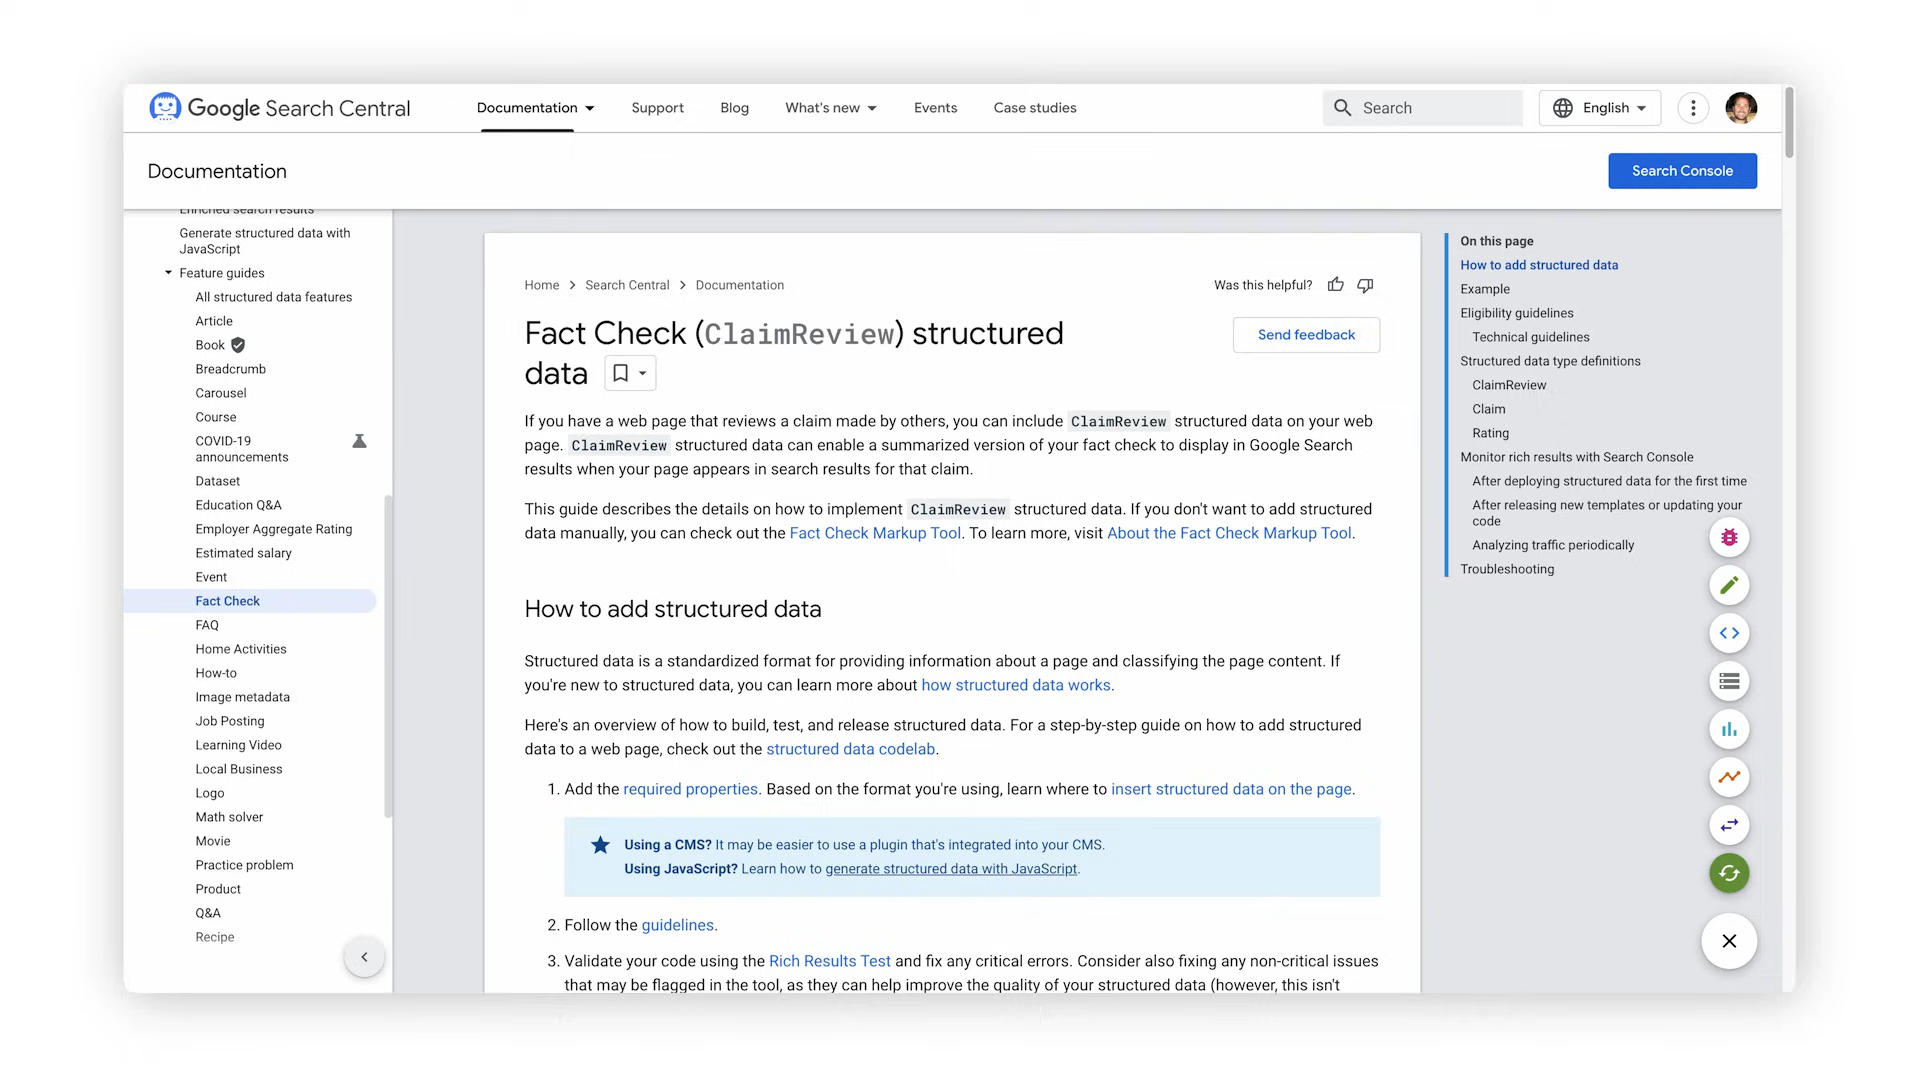 Google Search Central
Documentation
Support
Blog
What's new
Events
Case studies
Search
English
Documentation
Search Console
Enriched search results
Generate structured data with
JavaScript
Feature guides
All structured data features
Article
Book
Breadcrumb
Carousel
Course
COVID-19
announcements
Dataset
Education Q&A
Employer Aggregate Rating
Estimated salary
Event
Fact Check
FAQ
Home Activities
How-to
Image metadata
Job Posting
Learning Video
Local Business
Logo
Math solver
Movie
Practice problem
Product
Q&A
Recipe
Home > Search Central > Documentation
Was this helpful?
Fact Check (ClaimReview) structured
data
Send feedback
If you have a web page that reviews a claim made by others, you can include ClaimReview structured data on your web
page. ClaimReview structured data can enable a summarized version of your fact check to display in Google Search
results when your page appears in search results for that claim.
This guide describes the details on how to implement ClaimReview structured data. If you don't want to add structured
data manually, you can check out the Fact Check Markup Tool. To learn more, visit About the Fact Check Markup Tool.
How to add structured data
Structured data is a standardized format for providing information about a page and classifying the page content. If
you're new to structured data, you can learn more about how structured data works.
Here's an overview of how to build, test, and release structured data. For a step-by-step guide on how to add structured
data to a web page, check out the structured data codelab.
1. Add the required properties. Based on the format you're using, learn where to insert structured data on the page.
Using a CMS? It may be easier to use a plugin that's integrated into your CMS.
Using JavaScript? Learn how to generate structured data with JavaScript.
2. Follow the guidelines.
3. Validate your code using the Rich Results Test and fix any critical errors. Consider also fixing any non-critical issues
that may be flagged in the tool, as they can help improve the quality of your structured data (however, this isn't
On this page
How to add structured data
Example
Eligibility guidelines
Technical guidelines
Structured data type definitions
ClaimReview
Claim
Rating
Monitor rich results with Search Console
After deploying structured data for the first time
After releasing new templates or updating your
code
Analyzing traffic periodically
Troubleshooting